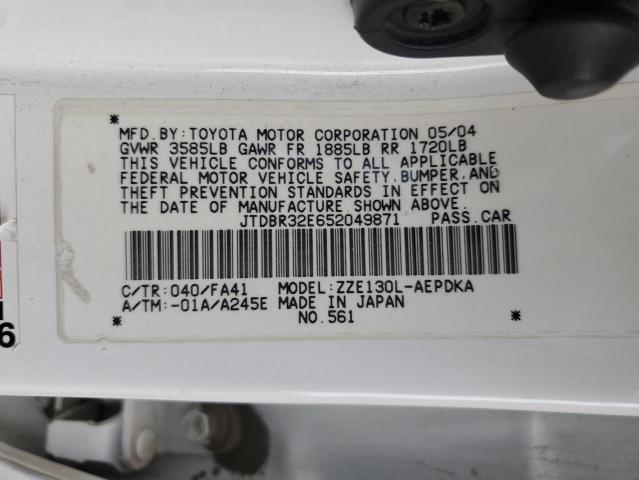 MFD.BY:TOYOTA MOTOR CORPORATION 05/04
GVWR 3585LB GAWR FR 1885LB RR 1720LB
THIS VEHICLE CONFORMS TO ALL APPLICABLE
FEDERAL MOTOR VEHICLE SAFETY,BUMPER,AND
THEFT PREVENTION STANDARDS IN EFFECT ON
THE DATE OF MANUFACTURE SHOWN ABOVE.
JTDBR32E652049871 PASS.CAR
C/TR:040/FA41 MODEL:ZZE130L-AEPDKA
A/TM:-01A/A245E MADE IN JAPAN
NO.561
6